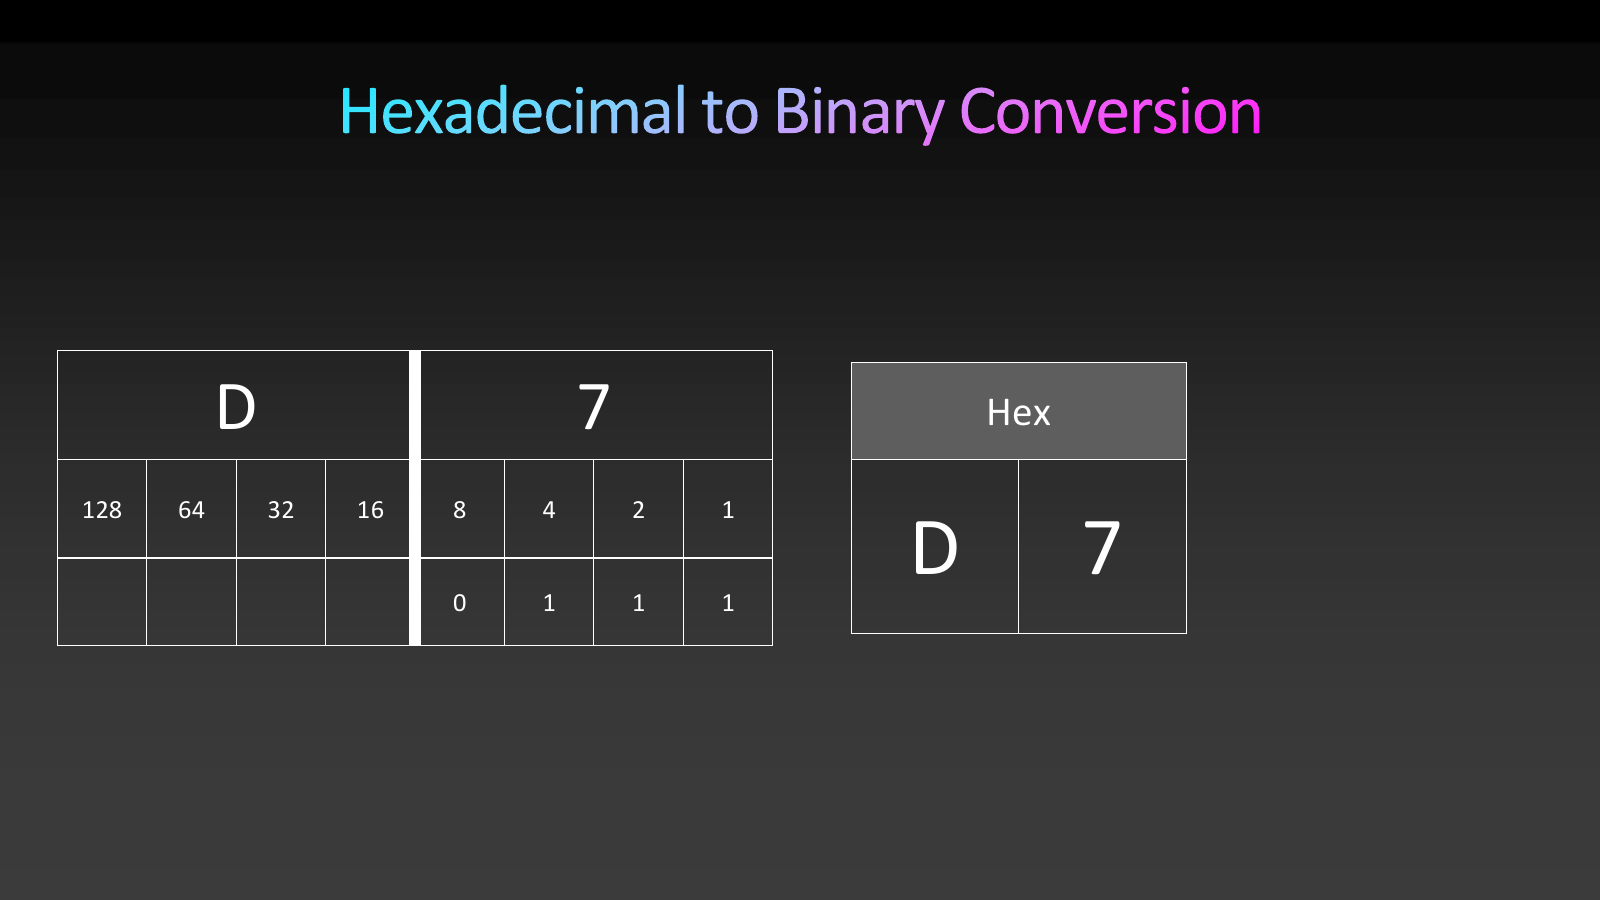 Hexadecimal to Binary Conversion
D 7
128 64 32 16 8 4 2 1
0 1 1 1
Hex
D 7